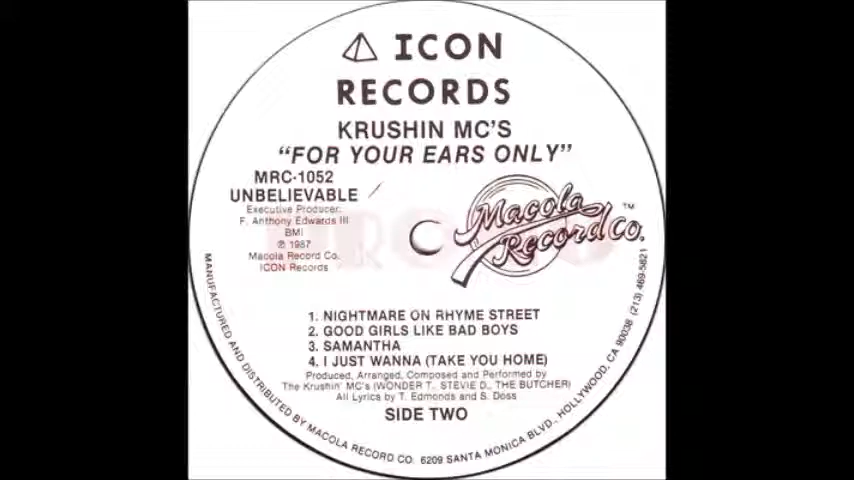 ICON
RECORDS
KRUSHIN MC'S
"FOR YOUR EARS ONLY"
MRC-1052
UNBELIEVABLE
Executive Producer:
F. Anthony Edwards III
BMI
℗ 1987
Macola Record Co.
ICON Records
Macola
Record Co.™
1. NIGHTMARE ON RHYME STREET
2. GOOD GIRLS LIKE BAD BOYS
3. SAMANTHA
4. I JUST WANNA (TAKE YOU HOME)
Produced, Arranged, Composed and Performed by
The Krushin' MC's (WONDER T., STEVIE D., THE BUTCHER)
All Lyrics by T. Edmonds and S. Doss
SIDE TWO
MANUFACTURED AND DISTRIBUTED BY MACOLA RECORD CO. 6209 SANTA MONICA BLVD., HOLLYWOOD, CA 90038 (213) 469-5821